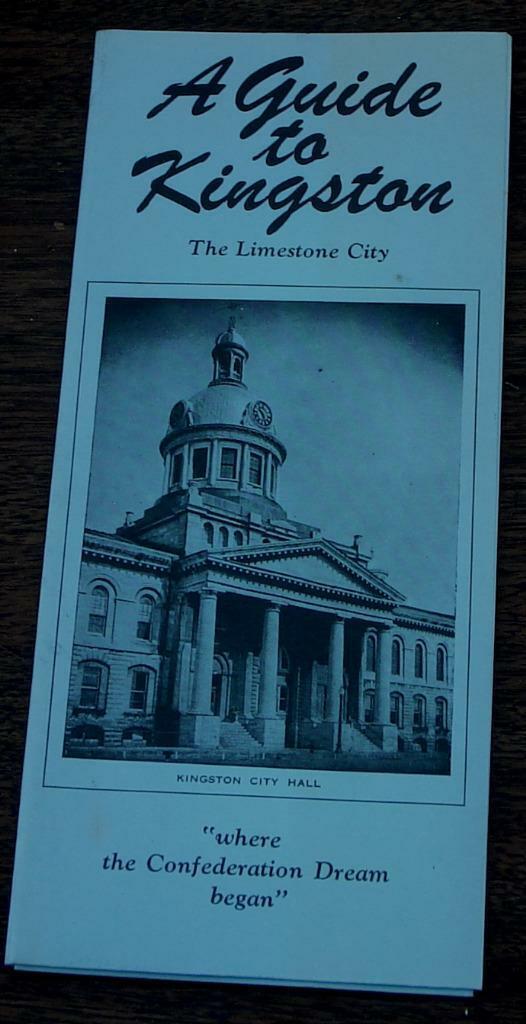 A Guide
to
Kingston
The Limestone City
KINGSTON CITY HALL
“where
the Confederation Dream
began”